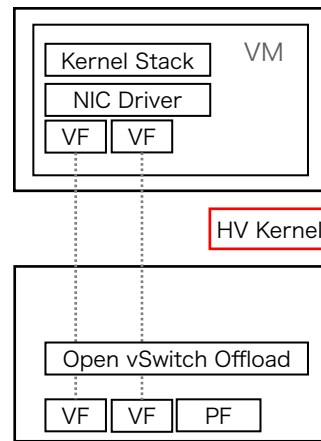 VM
Kernel Stack
NIC Driver
VF VF
HV Kernel
Open vSwitch Offload
VF VF PF